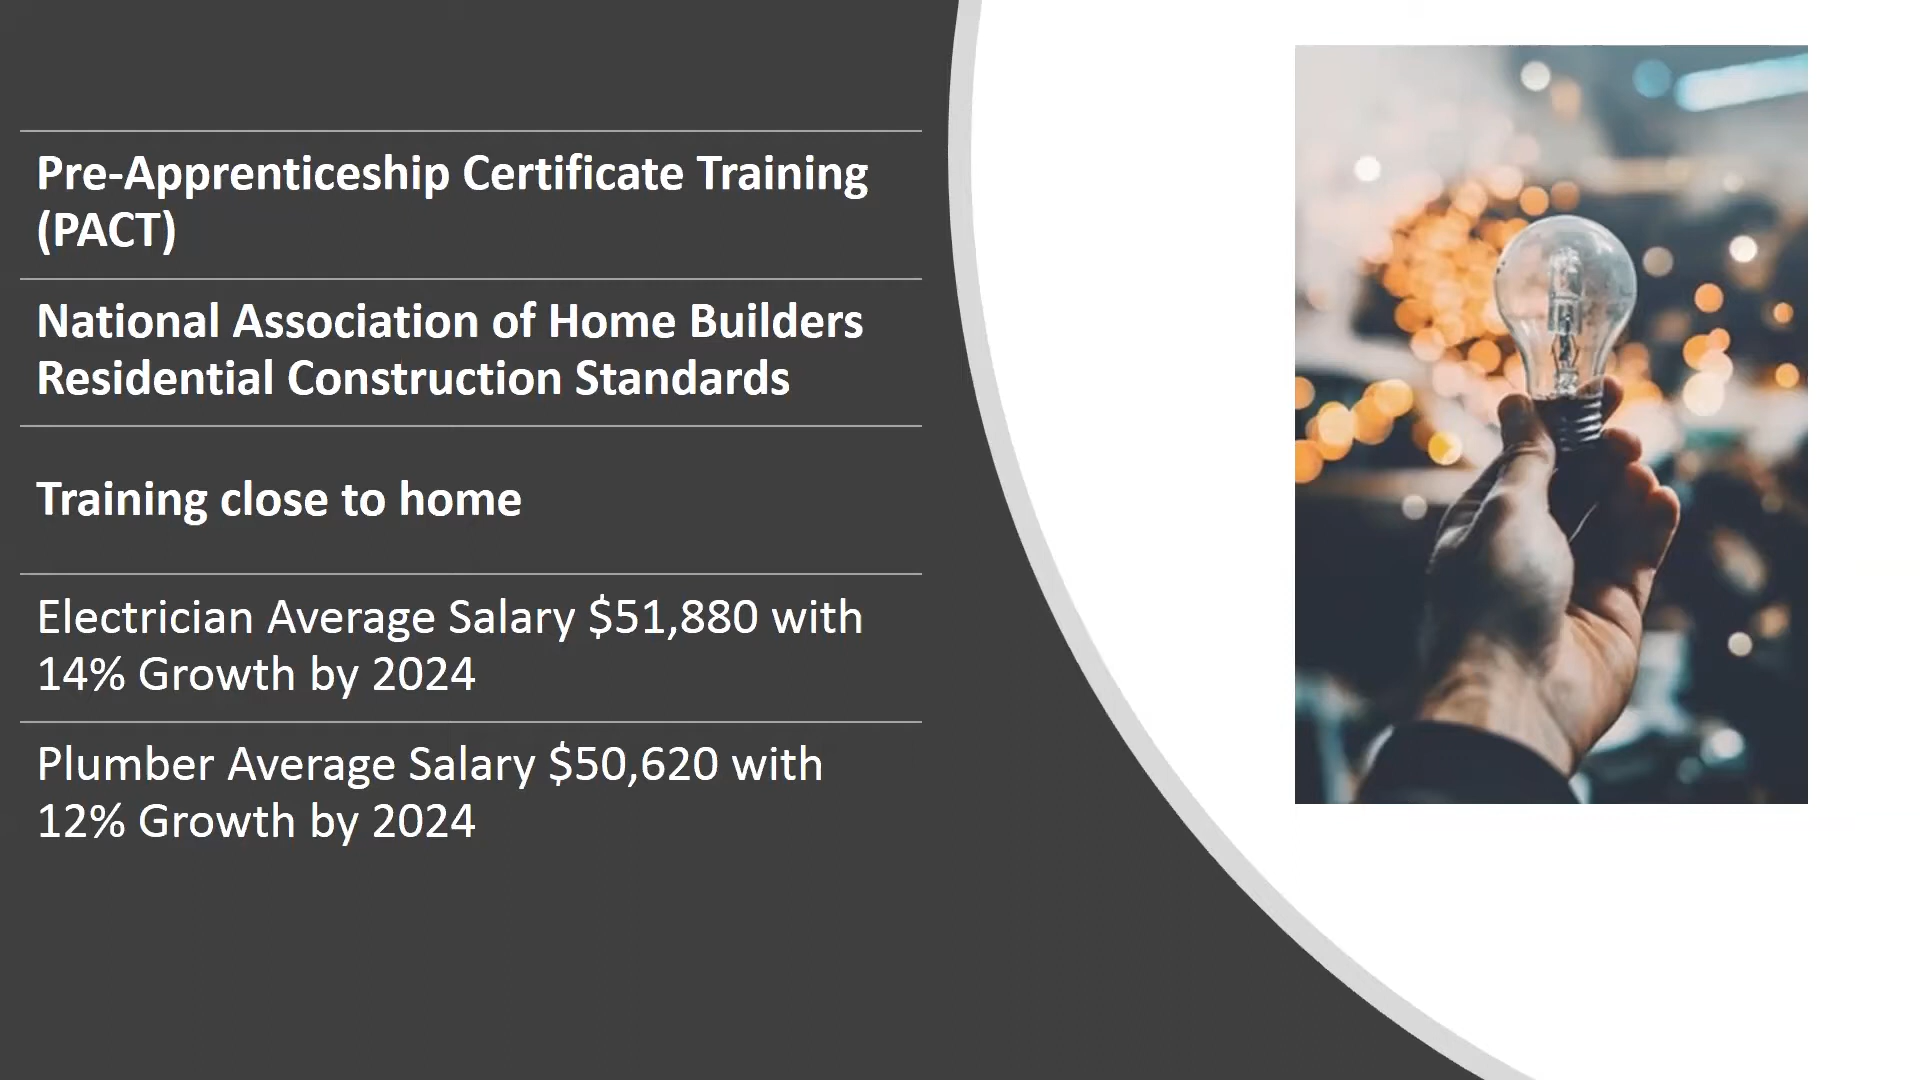 Pre-Apprenticeship Certificate Training
(PACT)
National Association of Home Builders
Residential Construction Standards
Training close to home
Electrician Average Salary $51,880 with
14% Growth by 2024
Plumber Average Salary $50,620 with
12% Growth by 2024